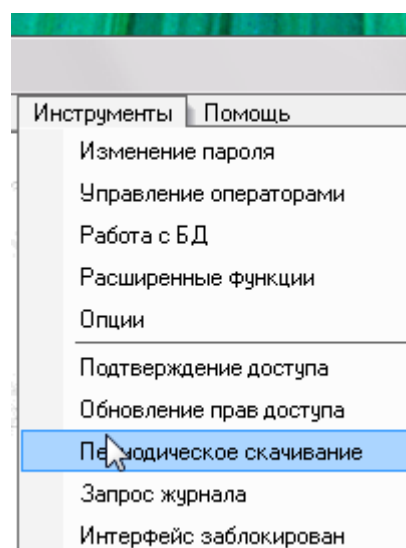 Инструменты Помощь
Изменение пароля
Управление операторами
Работа с БД
Расширенные функции
Опции
Подтверждение доступа
Обновление прав доступа
Периодическое скачивание
Запрос журнала
Интерфейс заблокирован